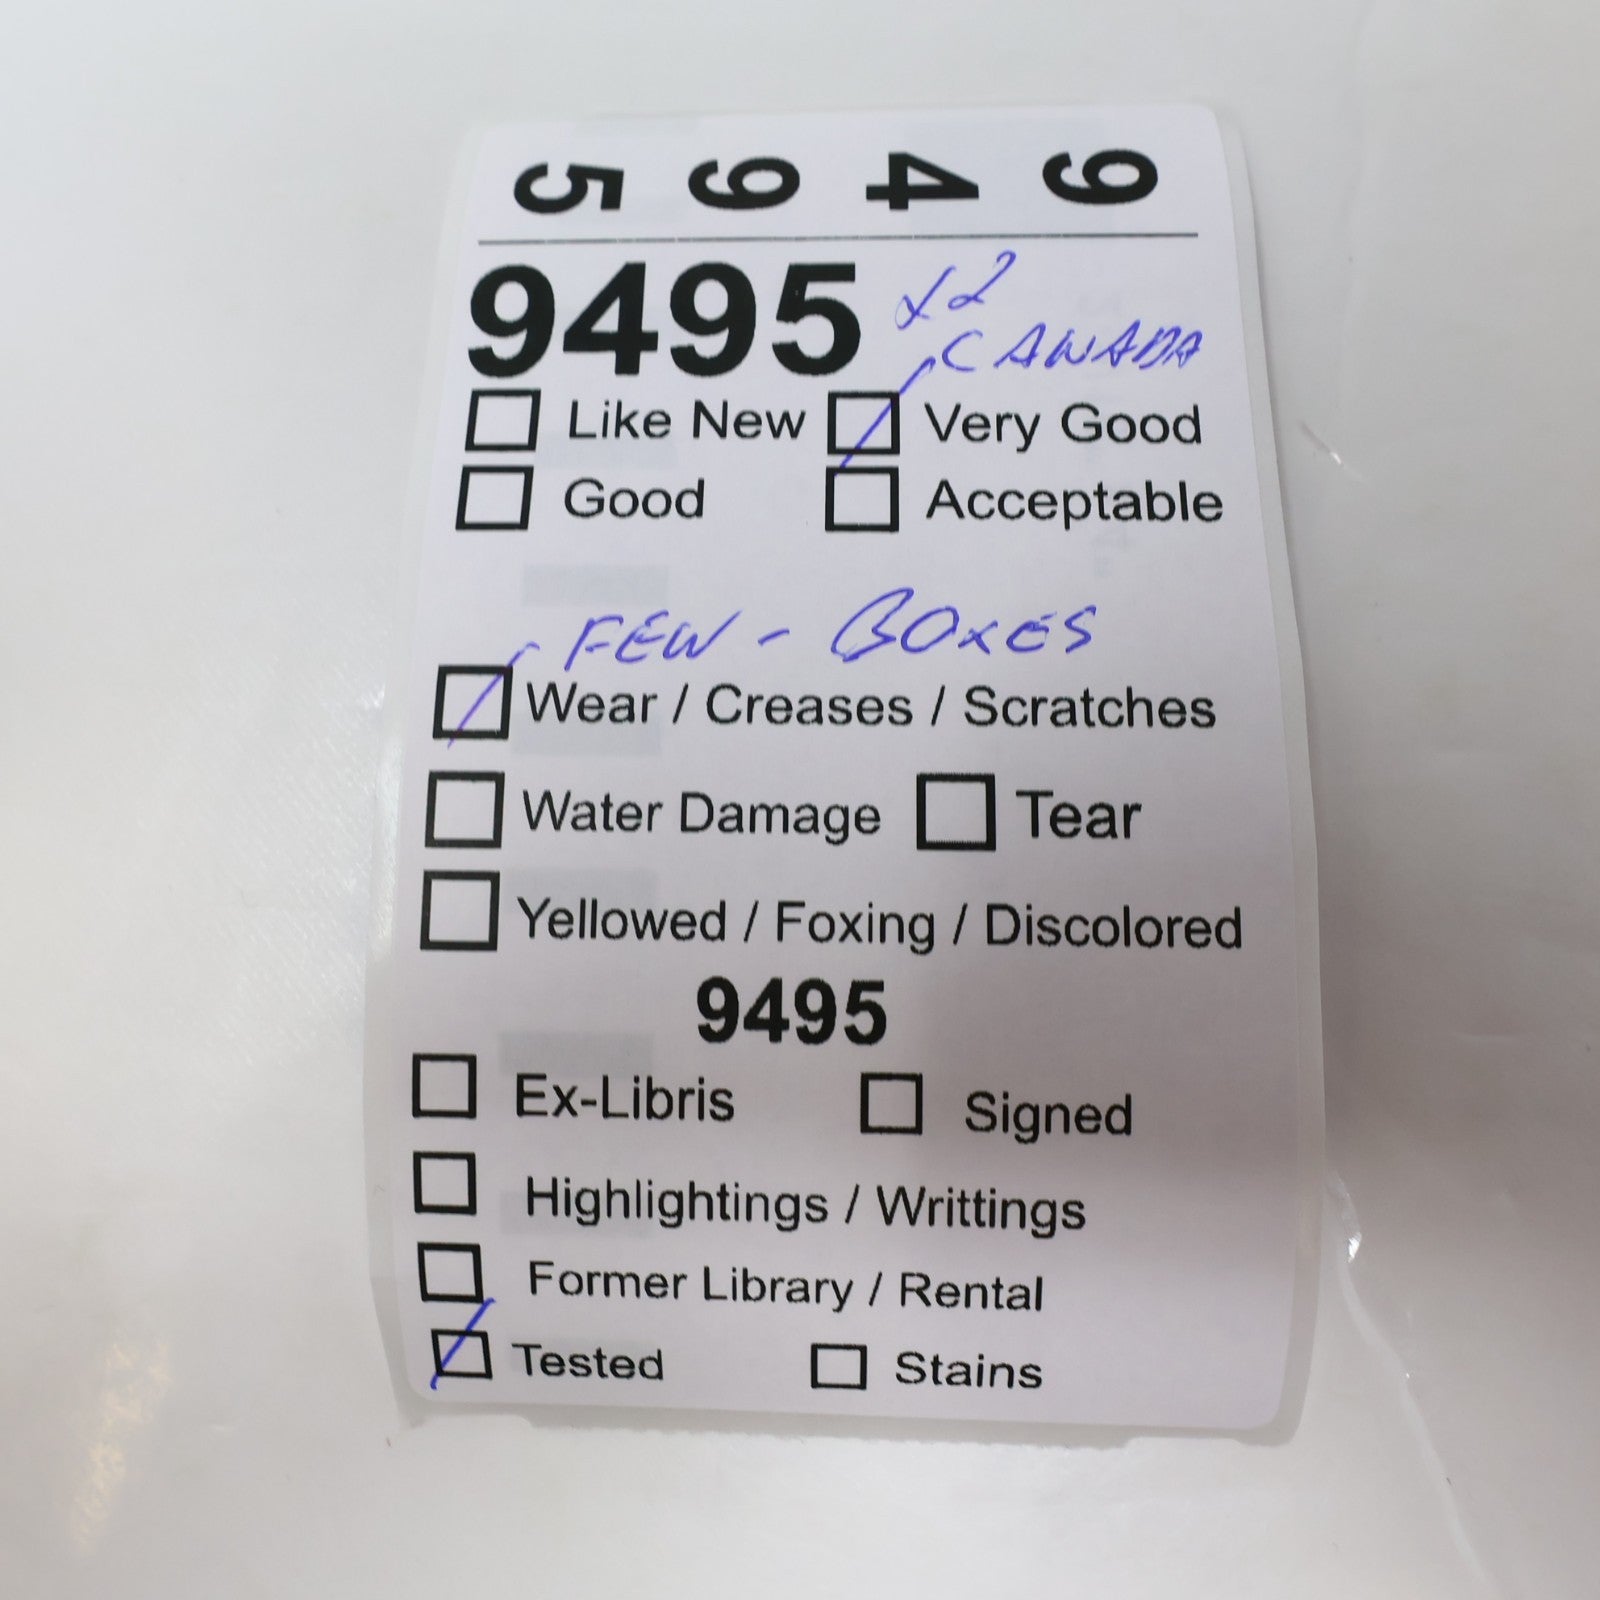 9 4 9 5
9495 x2
CANADA
Like New Very Good
Good Acceptable
FEW - BOXES
Wear / Creases / Scratches
Water Damage Tear
Yellowed / Foxing / Discolored
9495
Ex-Libris Signed
Highlightings / Writtings
Former Library / Rental
Tested Stains